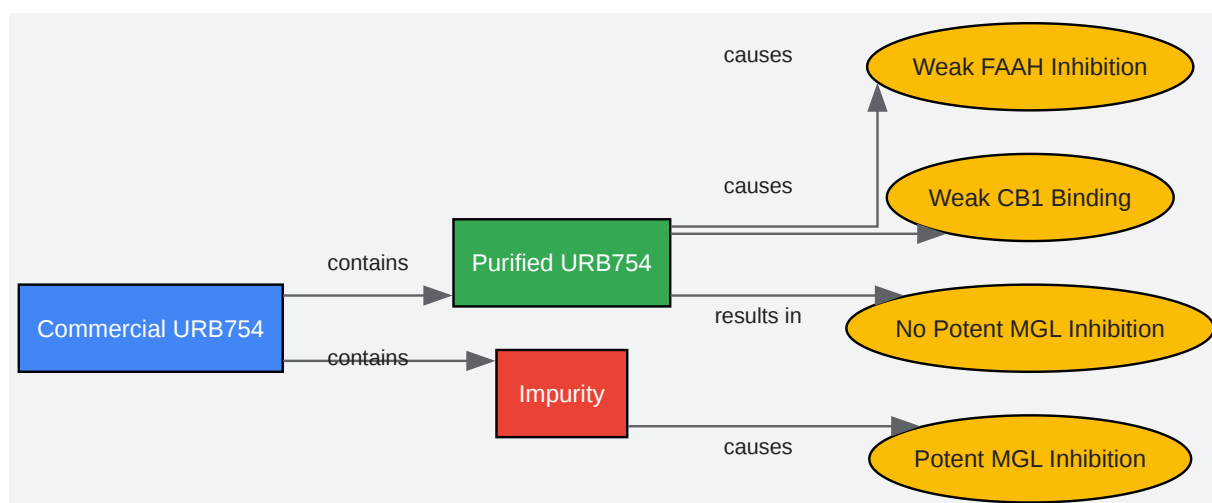 causes
Weak FAAH Inhibition
causes
Weak CB1 Binding
contains
Purified URB754
results in
No Potent MGL Inhibition
Commercial URB754
contains
Impurity
causes
Potent MGL Inhibition